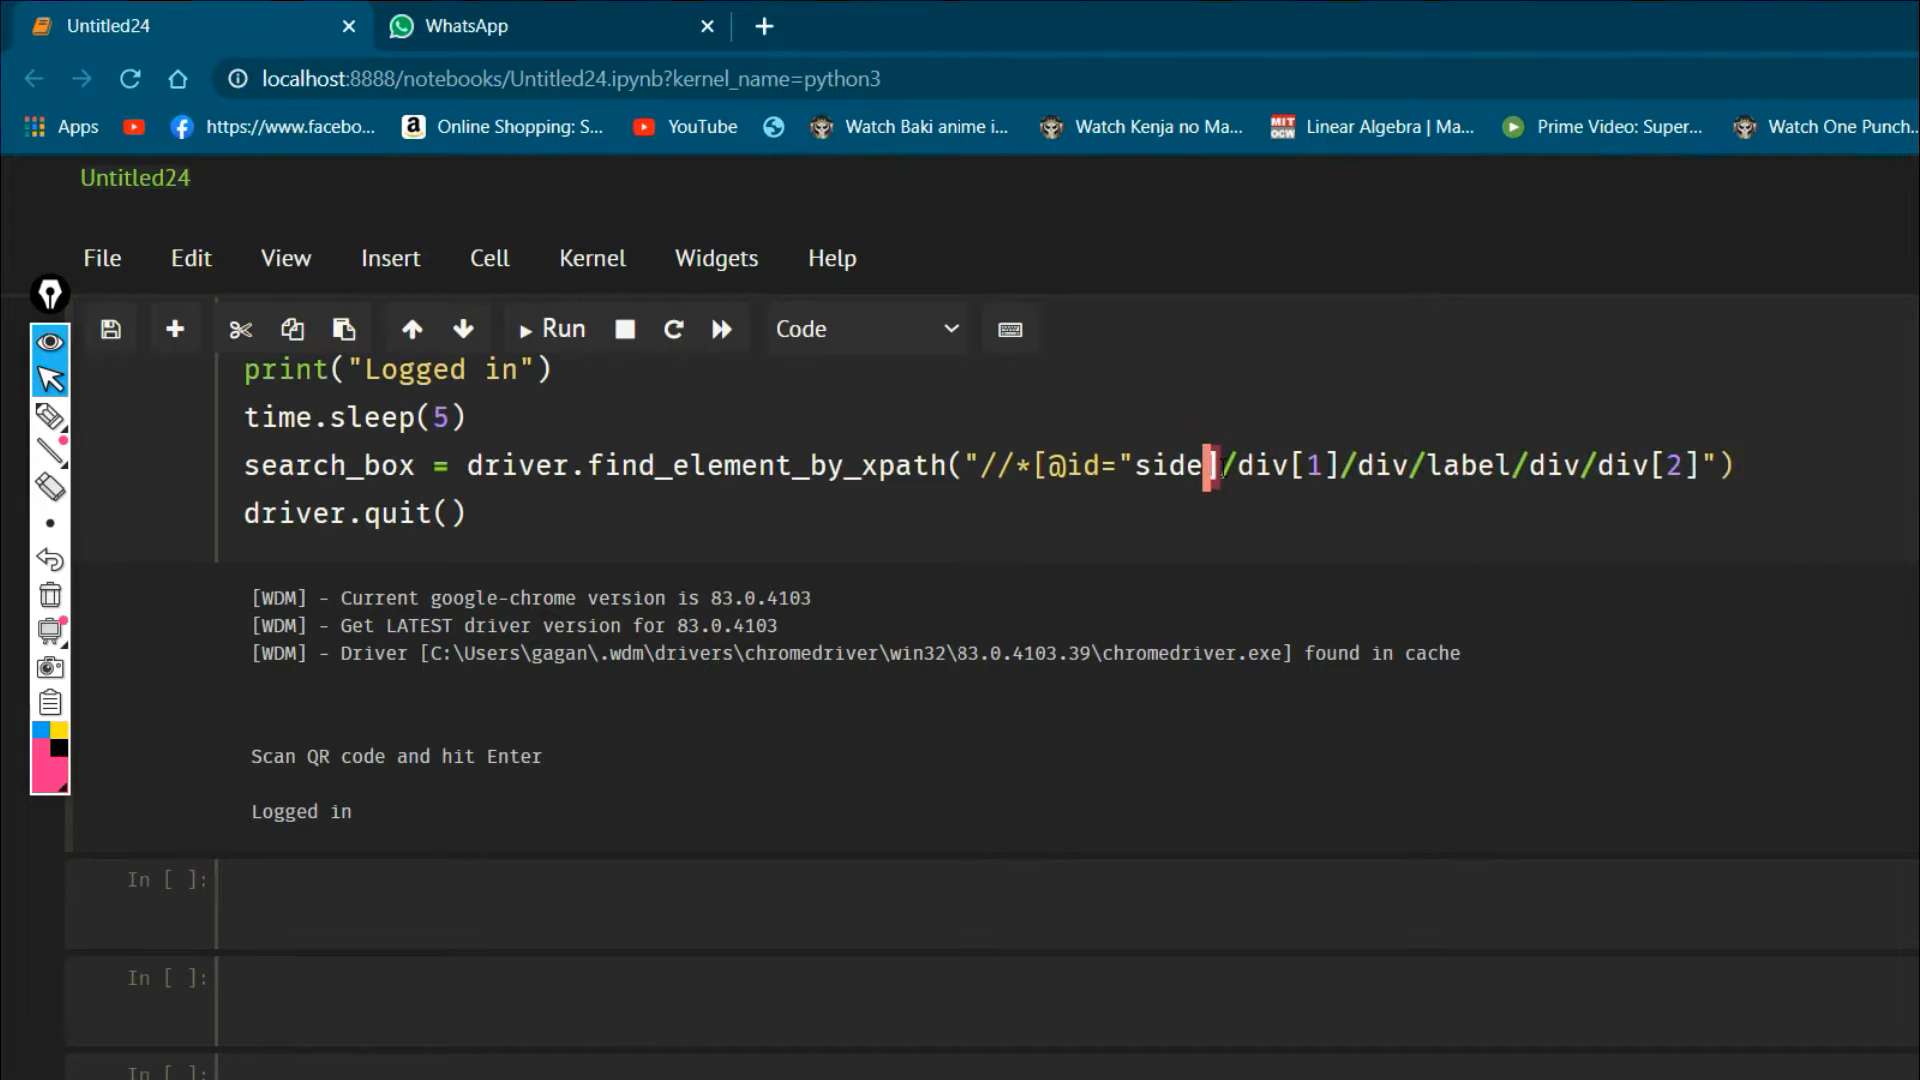 Untitled24
WhatsApp
localhost:8888/notebooks/Untitled24.ipynb?kernel_name=python3
Apps
https://www.facebo...
Online Shopping: S...
YouTube
Watch Baki anime i...
Watch Kenja no Ma...
MIT OCW
Linear Algebra | Ma...
Prime Video: Super...
Watch One Punch...
Untitled24
File Edit View Insert Cell Kernel Widgets Help
Run
Code
print("Logged in")
time.sleep(5)
search_box = driver.find_element_by_xpath("//*[@id="side]/div[1]/div/label/div/div[2]")
driver.quit()
[WDM] - Current google-chrome version is 83.0.4103
[WDM] - Get LATEST driver version for 83.0.4103
[WDM] - Driver [C:\Users\gagan\.wdm\drivers\chromedriver\win32\83.0.4103.39\chromedriver.exe] found in cache
Scan QR code and hit Enter
Logged in
In [ ]:
In [ ]:
In [ ]: